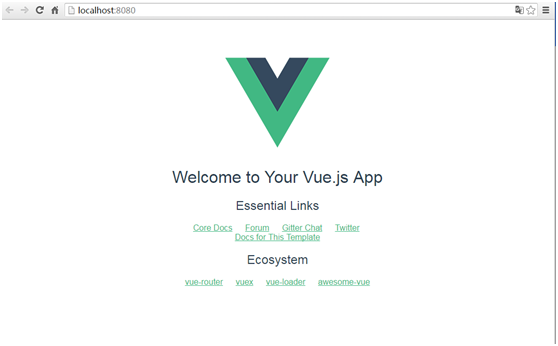 localhost:8080
Welcome to Your Vue.js App
Essential Links
Core Docs Forum Gitter Chat Twitter
Docs for This Template
Ecosystem
vue-router vuex vue-loader awesome-vue